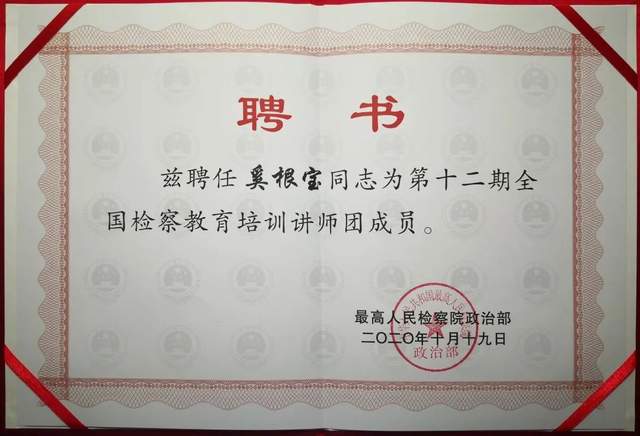 聘书
兹聘任奚根宝同志为第十二期全
国检察教育培训讲师团成员。
最高人民检察院政治部
二〇二〇年十月十九日
政治部